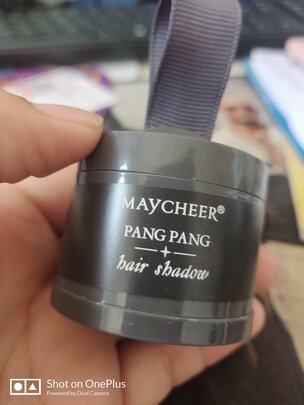 MAYCHEER®
PANG PANG
hair shadow
Shot on OnePlus
Powered by Dual Camera